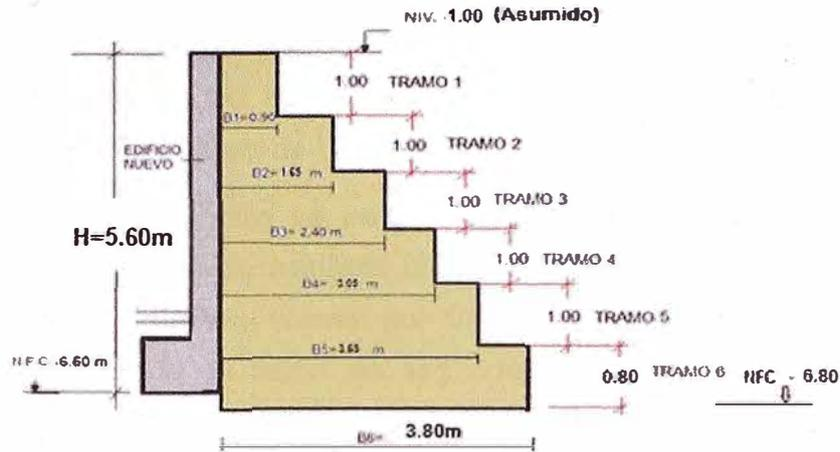 NIV. -1.00 (Asumido)
1.00 TRAMO 1
B1=0.90
EDIFICIO
NUEVO
1.00 TRAMO 2
B2= 1.65 m
1.00 TRAMO 3
H=5.60m
B3= 2.40 m
1.00 TRAMO 4
B4= 3.05 m
1.00 TRAMO 5
B5=3.65 m
N F C -6.60 m
0.80 TRAMO 6 NFC - 6.80
B6= 3.80m